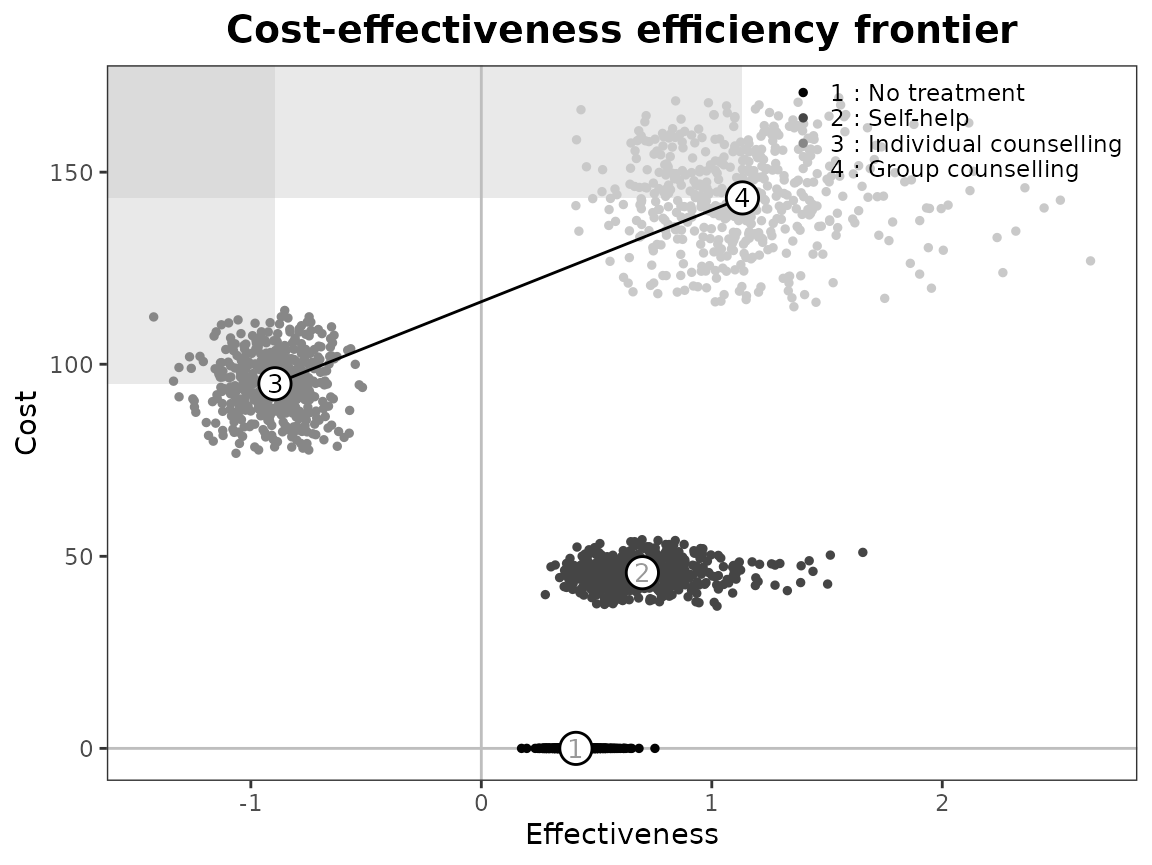 Cost-effectiveness efficiency frontier
1 : No treatment
2 : Self-help
3 : Individual counselling
4 : Group counselling
150
4
100
3
Cost
50
2
0
1
-1 0 1 2
Effectiveness